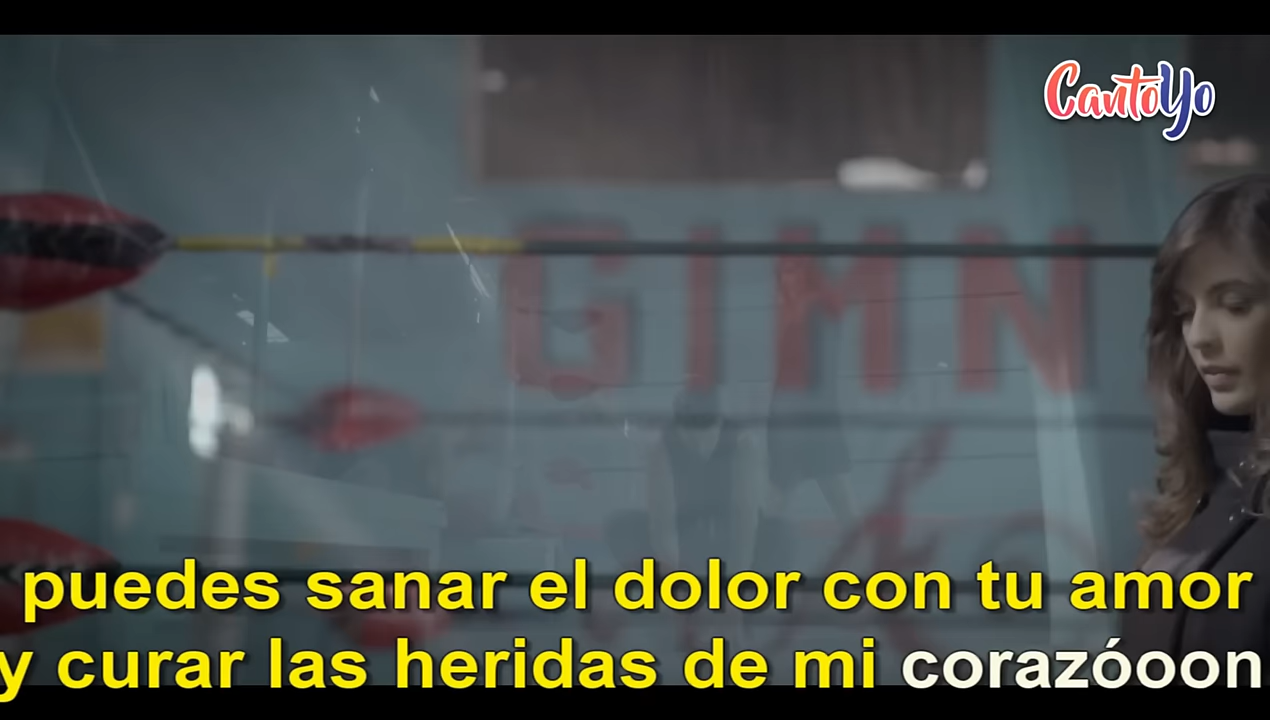 CantoYo
GIMN
puedes sanar el dolor con tu amor
y curar las heridas de mi corazóoon